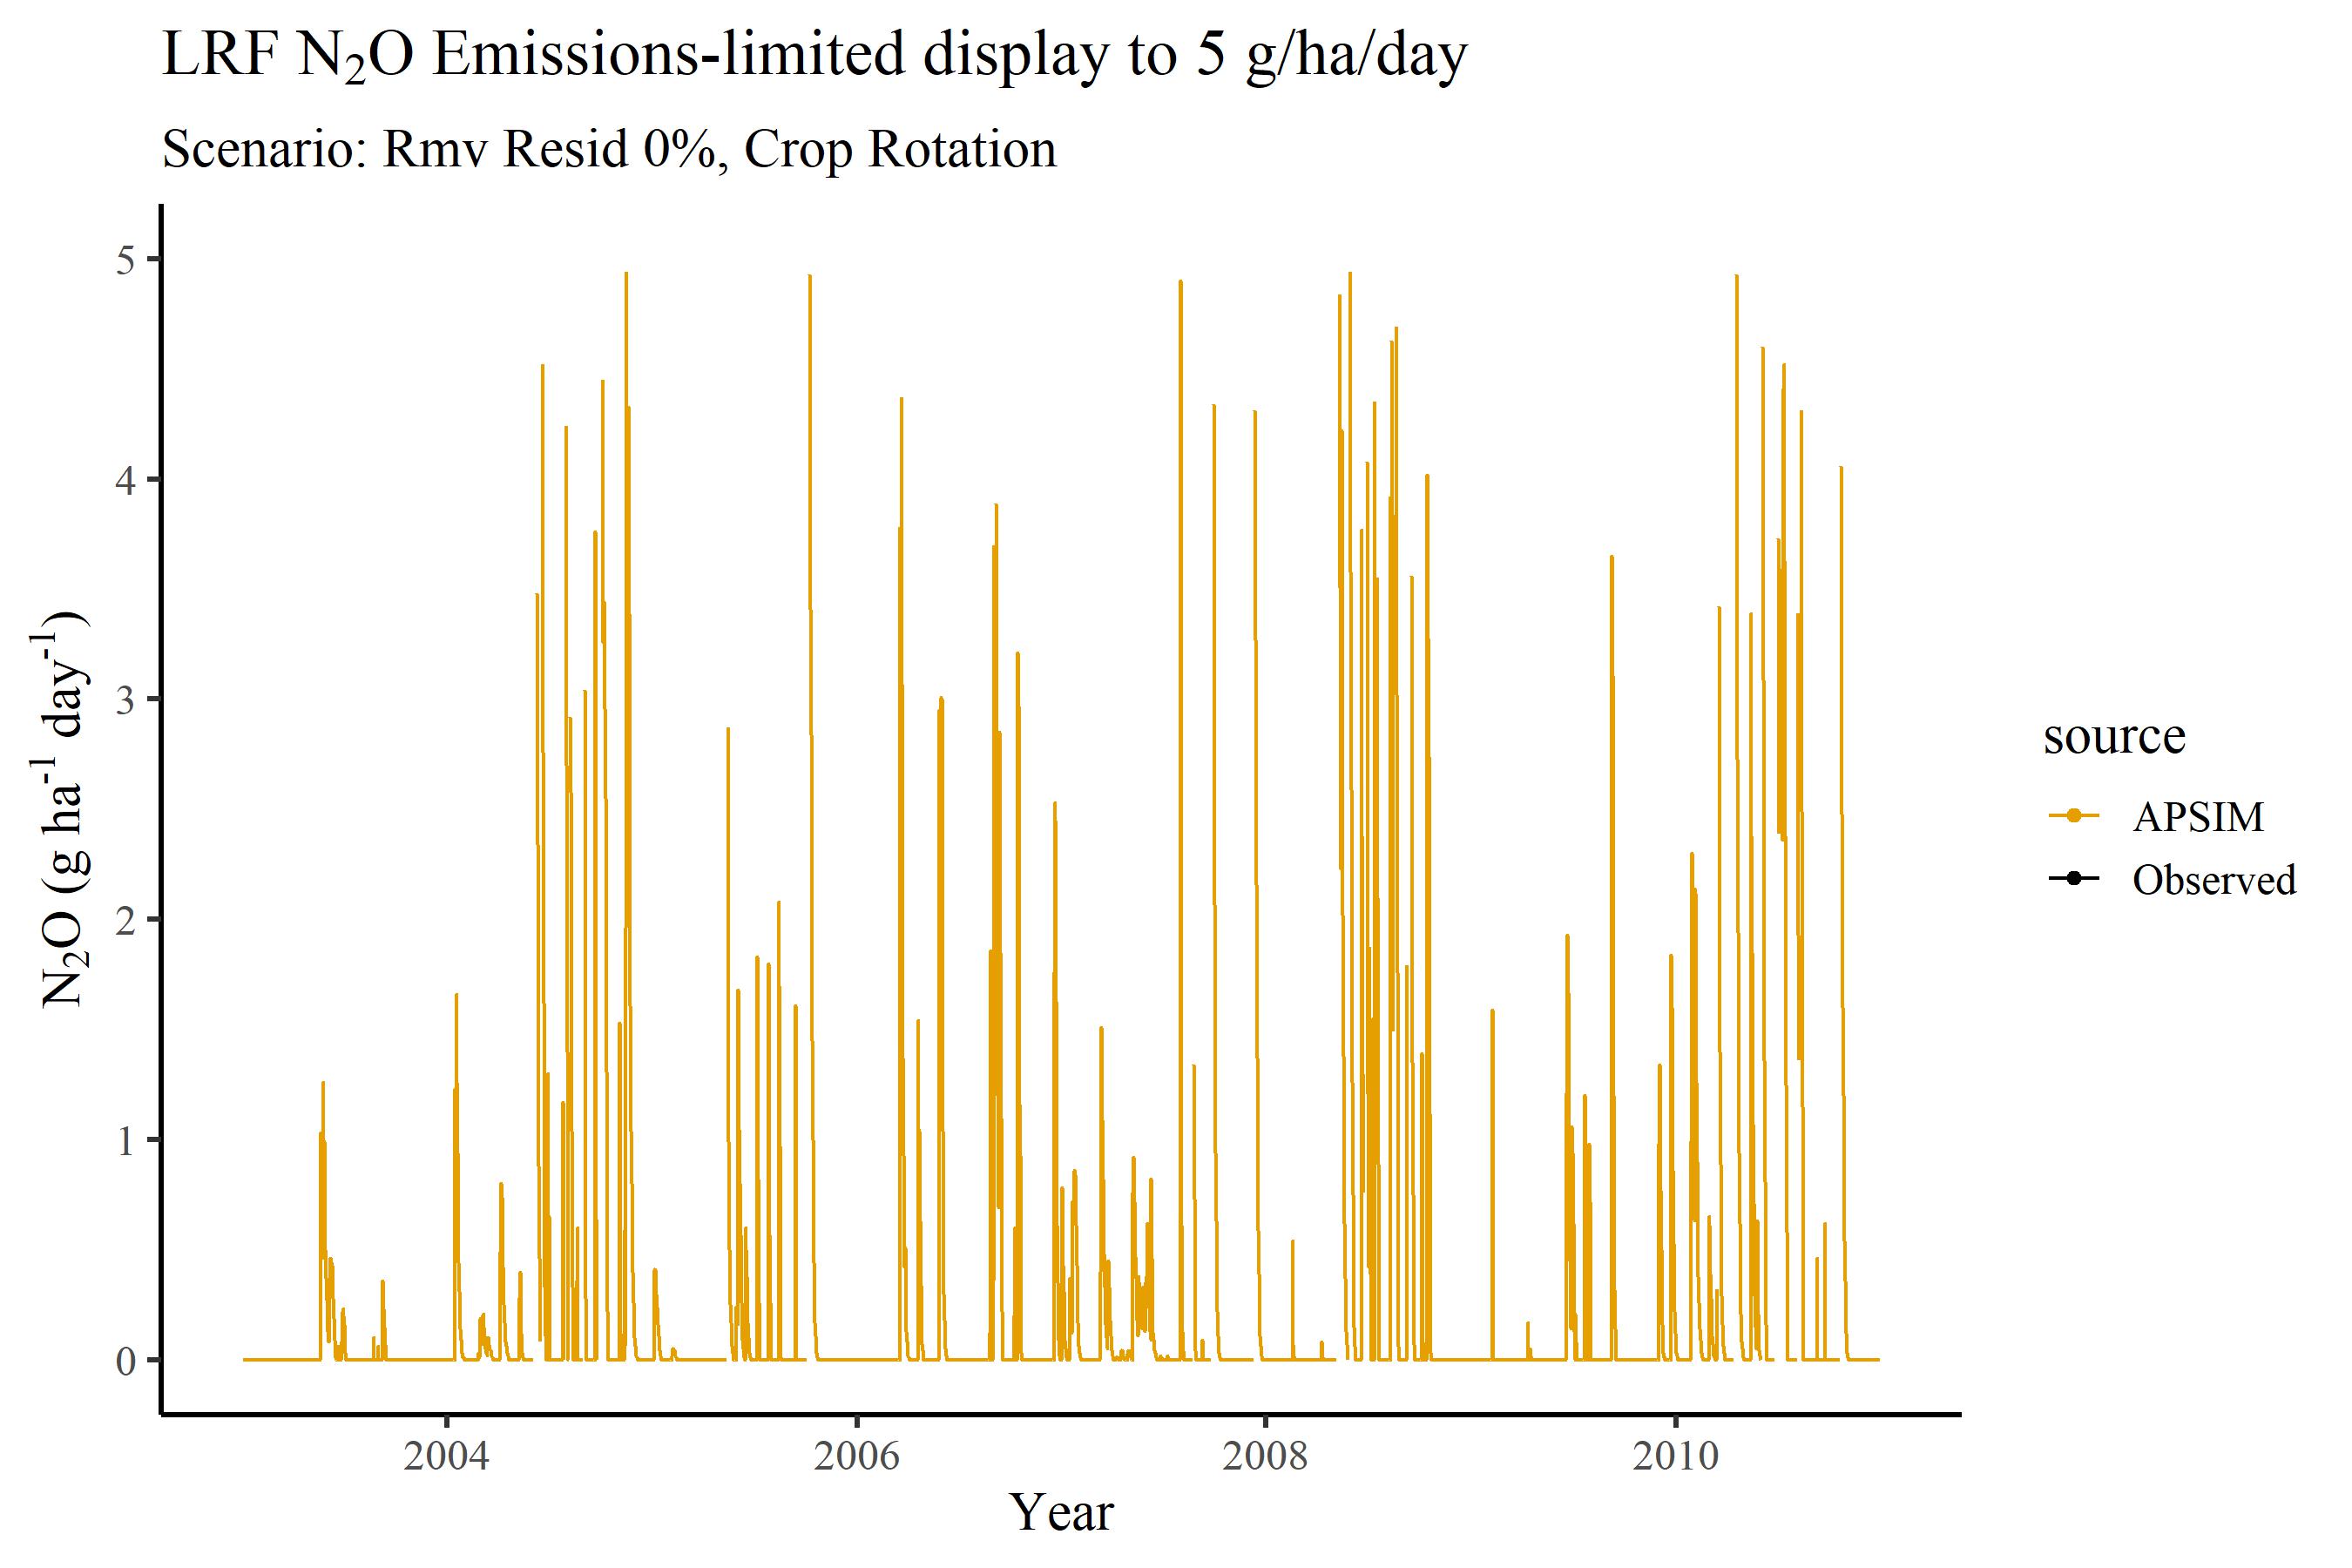 LRF N₂O Emissions-limited display to 5 g/ha/day
Scenario: Rmv Resid 0%, Crop Rotation
5
4
3
2
1
0
N₂O (g ha⁻¹ day⁻¹)
2004 2006 2008 2010
Year
source
APSIM
Observed